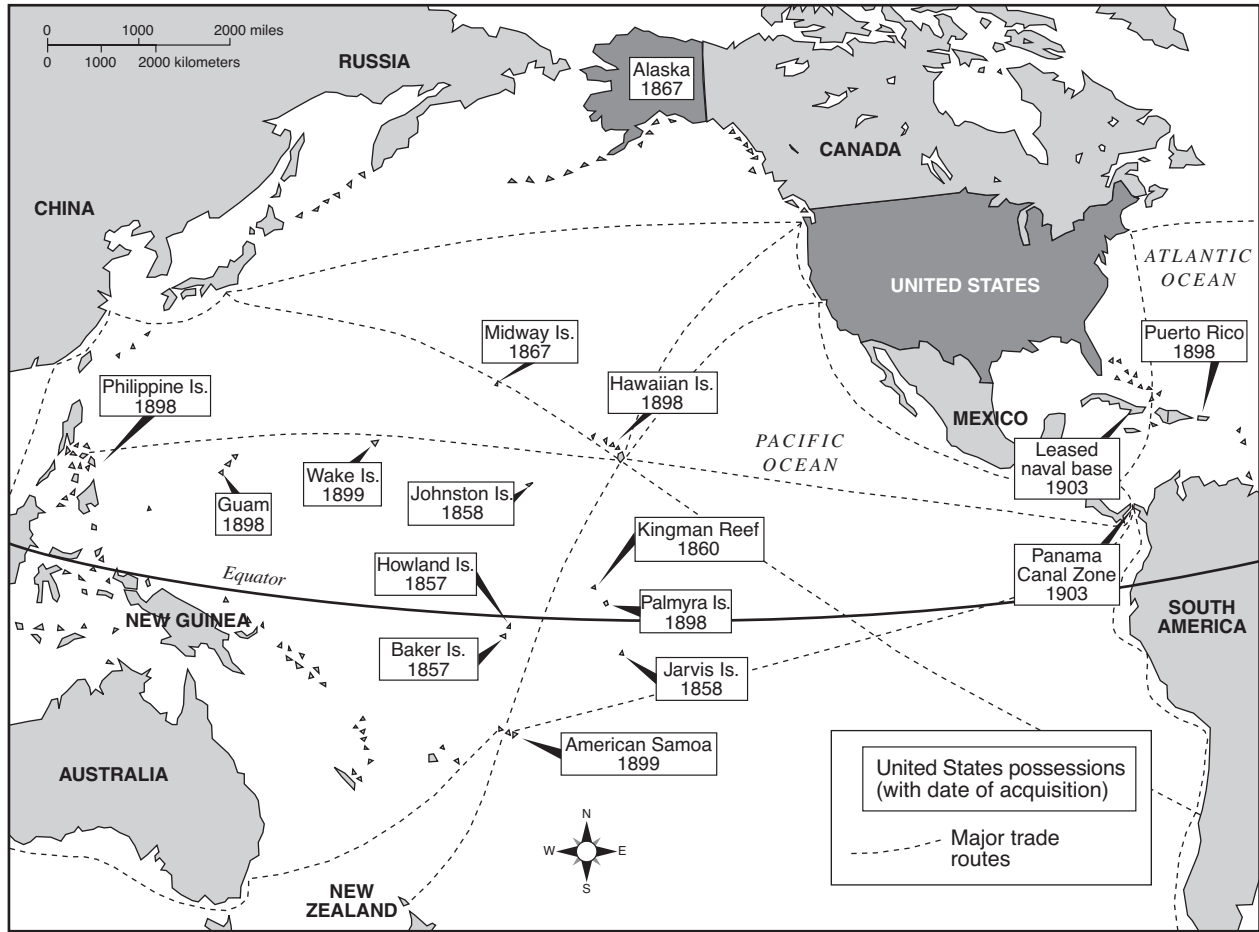 0 1000 2000 miles
0 1000 2000 kilometers
RUSSIA
Alaska
1867
CANADA
CHINA
ATLANTIC
OCEAN
UNITED STATES
Midway Is.
1867
Puerto Rico
1898
Philippine Is.
1898
Hawaiian Is.
1898
MEXICO
PACIFIC
OCEAN
Leased
naval base
1903
Wake Is.
1899
Johnston Is.
1858
Guam
1898
Kingman Reef
1860
Panama
Canal Zone
1903
Howland Is.
1857
Equator
Palmyra Is.
1898
NEW GUINEA
SOUTH
AMERICA
Baker Is.
1857
Jarvis Is.
1858
American Samoa
1899
AUSTRALIA
United States possessions
(with date of acquisition)
Major trade
routes
N
W E
S
NEW
ZEALAND